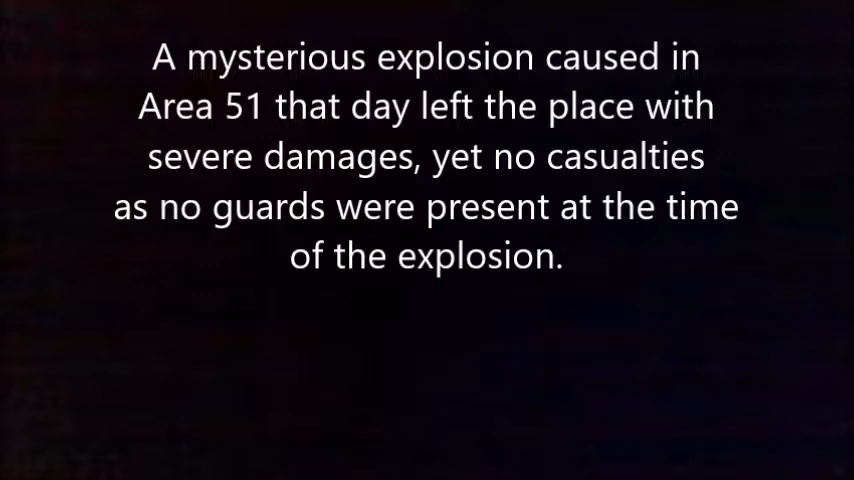 A mysterious explosion caused in
Area 51 that day left the place with
severe damages, yet no casualties
as no guards were present at the time
of the explosion.